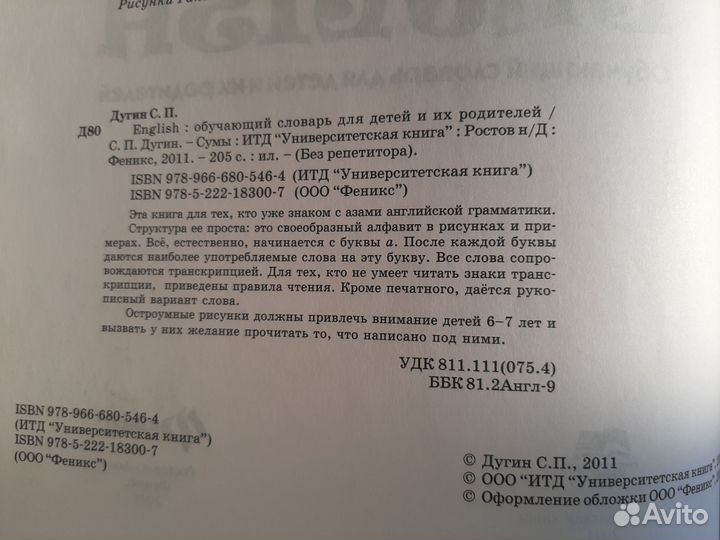 Рисунки
Дугин С. П.
Д80 English : обучающий словарь для детей и их родителей /
С. П. Дугин. – Сумы : ИТД "Университетская книга" : Ростов н/Д :
Феникс, 2011. – 205 с. : ил. – (Без репетитора).
ISBN 978-966-680-546-4 (ИТД "Университетская книга")
ISBN 978-5-222-18300-7 (ООО "Феникс")
Эта книга для тех, кто уже знаком с азами английской грамматики.
Структура ее проста: это своеобразный алфавит в рисунках и при-
мерах. Всё, естественно, начинается с буквы а. После каждой буквы
даются наиболее употребляемые слова на эту букву. Все слова сопро-
вождаются транскрипцией. Для тех, кто не умеет читать знаки транс-
крипции, приведены правила чтения. Кроме печатного, даётся руко-
писный вариант слова.
Остроумные рисунки должны привлечь внимание детей 6–7 лет и
вызвать у них желание прочитать то, что написано под ними.
УДК 811.111(075.4)
ББК 81.2Англ-9
ISBN 978-966-680-546-4
(ИТД "Университетская книга")
ISBN 978-5-222-18300-7
(ООО "Феникс")
© Дугин С.П., 2011
© ООО "ИТД "Университетская книга"
© Оформление обложки ООО "Феникс"
Avito